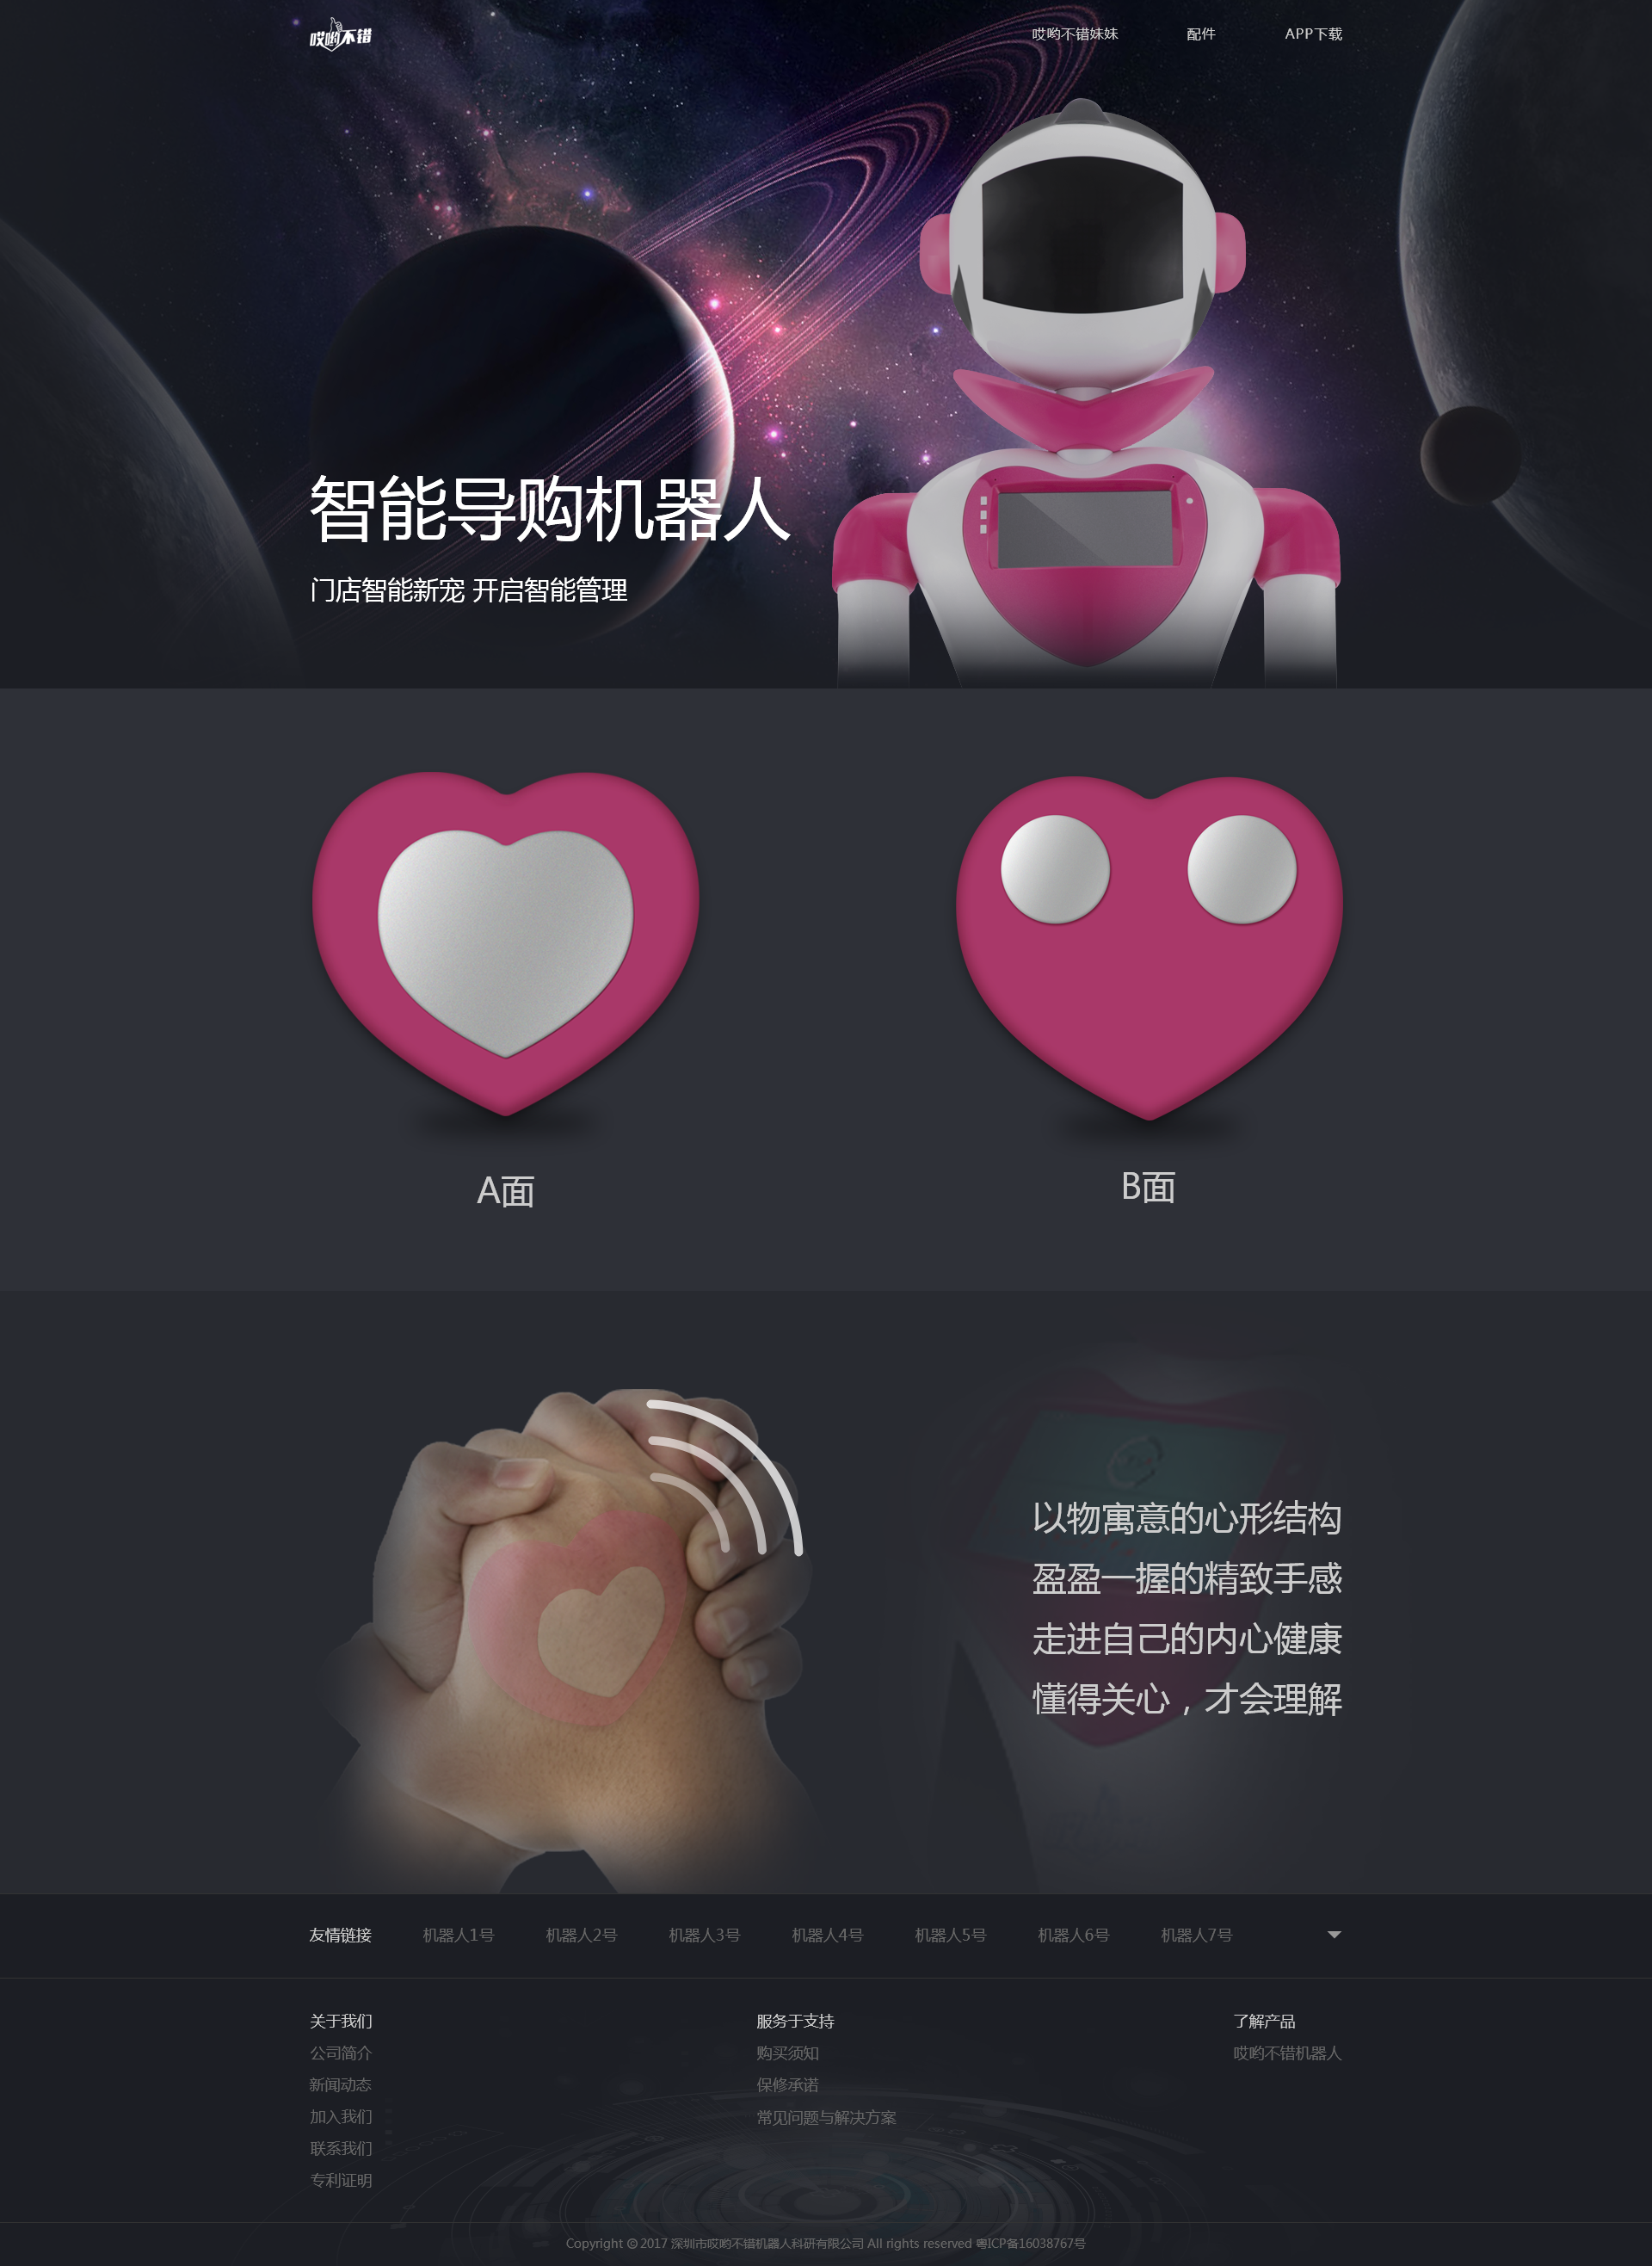 哎哟不错
哎哟不错妹妹 配件 APP下载
智能导购机器人
门店智能新宠 开启智能管理
A面
B面
以物寓意的心形结构
盈盈一握的精致手感
走进自己的内心健康
懂得关心，才会理解
友情链接 机器人1号 机器人2号 机器人3号 机器人4号 机器人5号 机器人6号 机器人7号
关于我们
公司简介
新闻动态
加入我们
联系我们
专利证明
服务于支持
购买须知
保修承诺
常见问题与解决方案
了解产品
哎哟不错机器人
Copyright © 2017 深圳市哎哟不错机器人科研有限公司 All rights reserved 粤ICP备16038767号